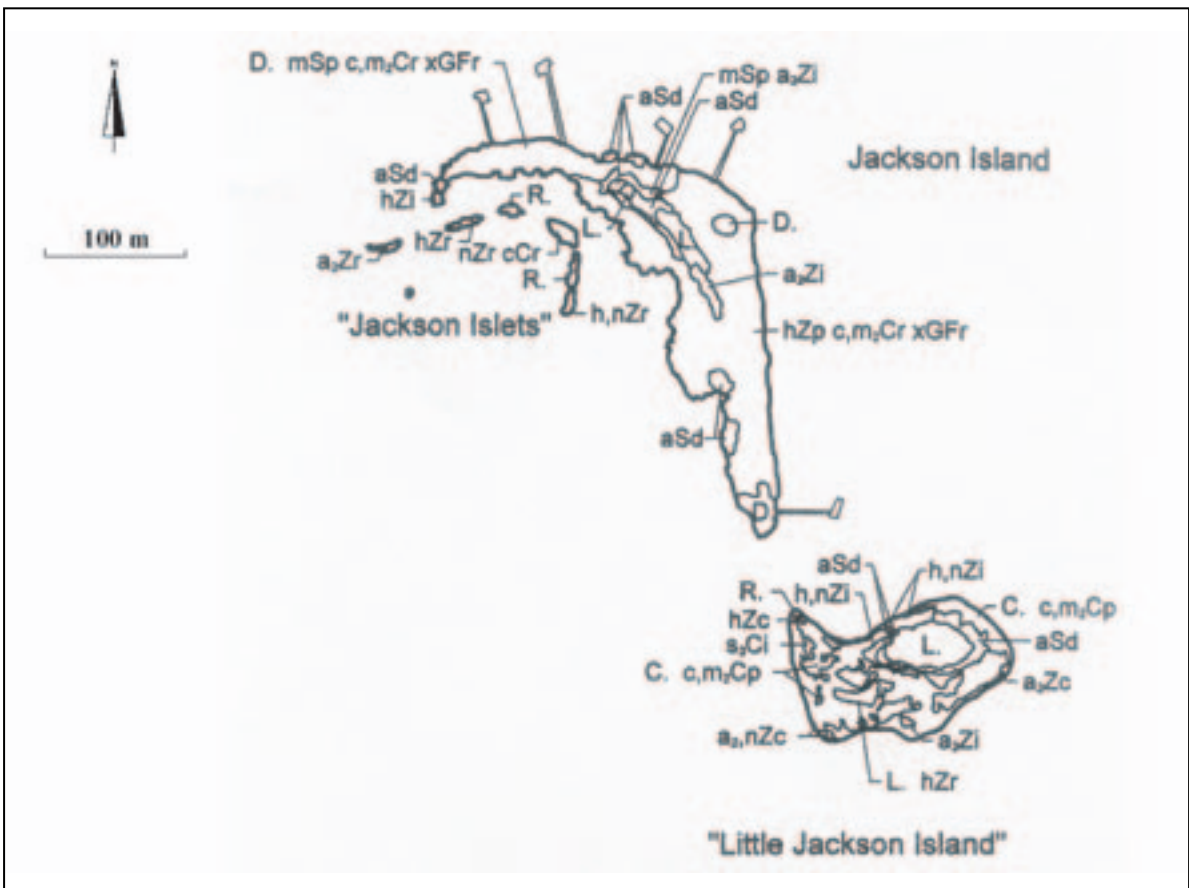 N
D. mSp c,m₂Cr xGFr
mSp a₂Zi
aSd
aSd
Jackson Island
aSd
hZi
R.
L.
D.
100 m
hZr
nZr cCr
L.
a₂Zr
R.
a₂Zi
h,nZr
"Jackson Islets"
hZp c,m₂Cr xGFr
aSd
D
aSd
h,nZi
R.
h,nZi
C. c,m₂Cp
hZc
aSd
s₂Ci
L.
C. c,m₂Cp
a₂Zc
a₂,nZc
a₂Zi
L. hZr
"Little Jackson Island"